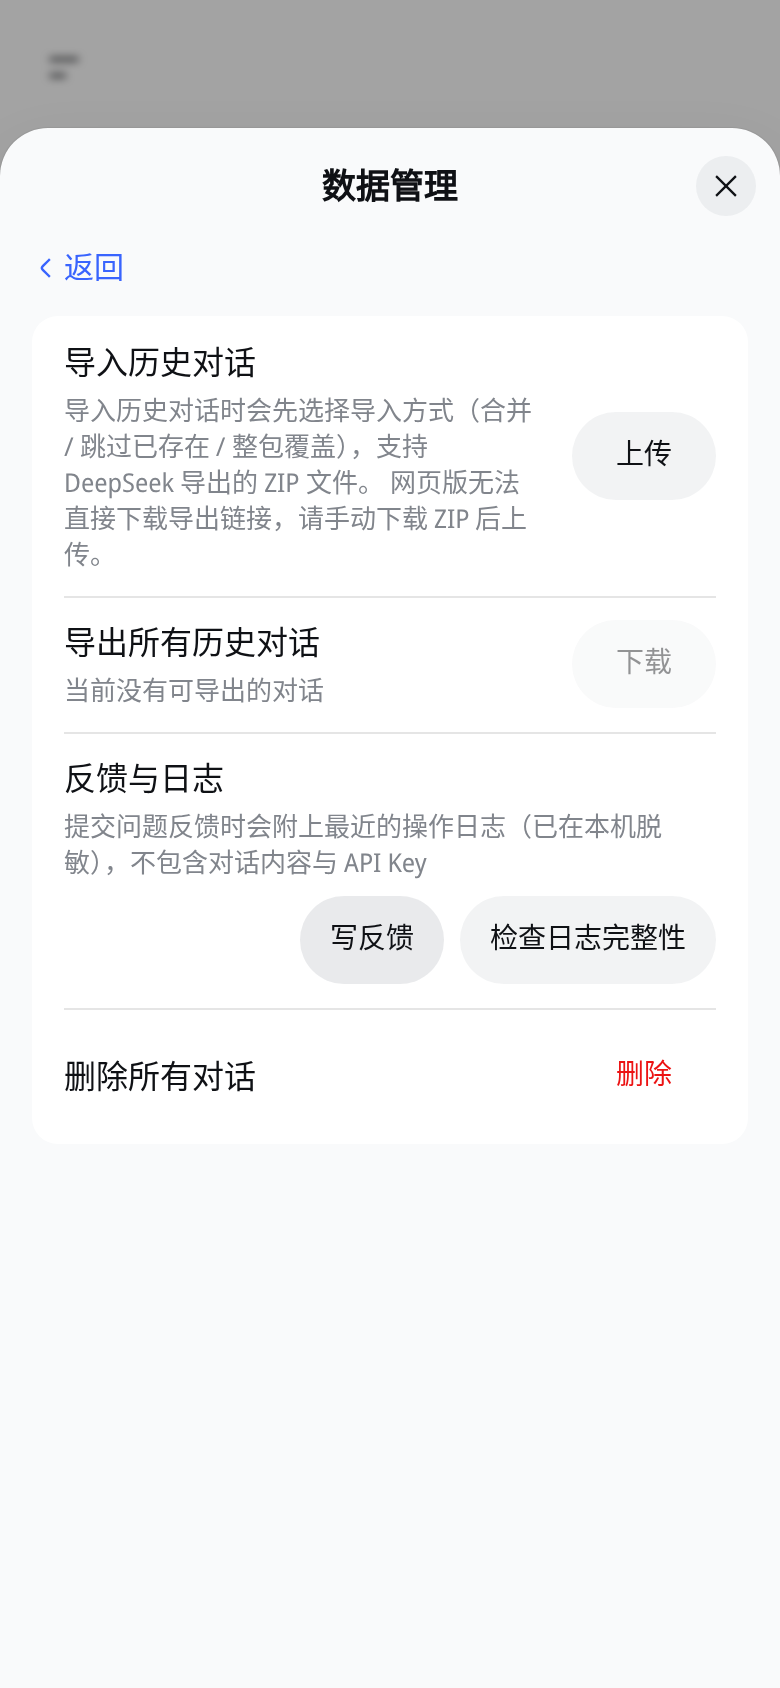 数据管理
返回
导入历史对话
导入历史对话时会先选择导入方式（合并
/ 跳过已存在 / 整包覆盖），支持
DeepSeek 导出的 ZIP 文件。 网页版无法
直接下载导出链接，请手动下载 ZIP 后上
传。
上传
导出所有历史对话
当前没有可导出的对话
下载
反馈与日志
提交问题反馈时会附上最近的操作日志（已在本机脱
敏），不包含对话内容与 API Key
写反馈
检查日志完整性
删除所有对话
删除